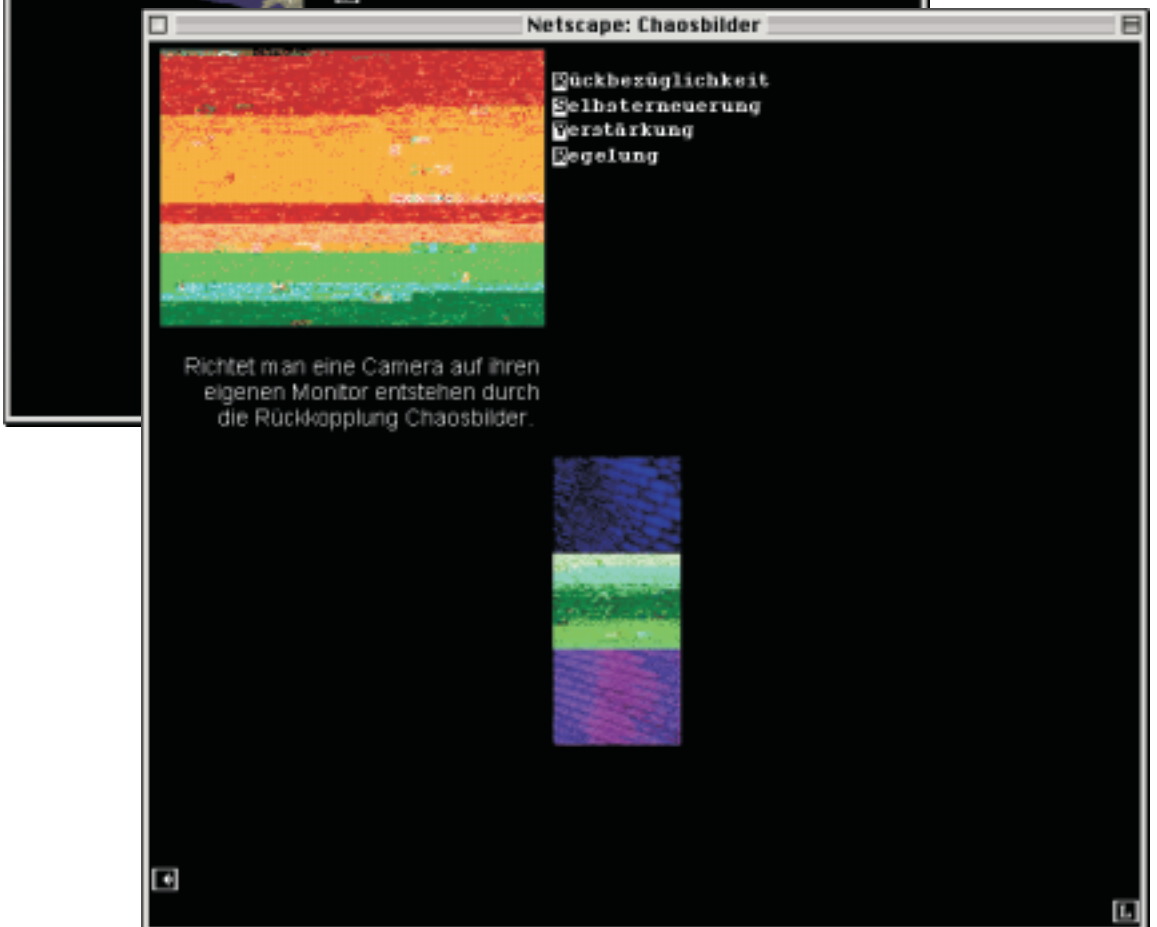 Netscape: Chaosbilder
Rückbezüglichkeit
Selbsterneuerung
Verstärkung
Regelung
Richtet man eine Camera auf ihren
eigenen Monitor entstehen durch
die Rückkopplung Chaosbilder.
L